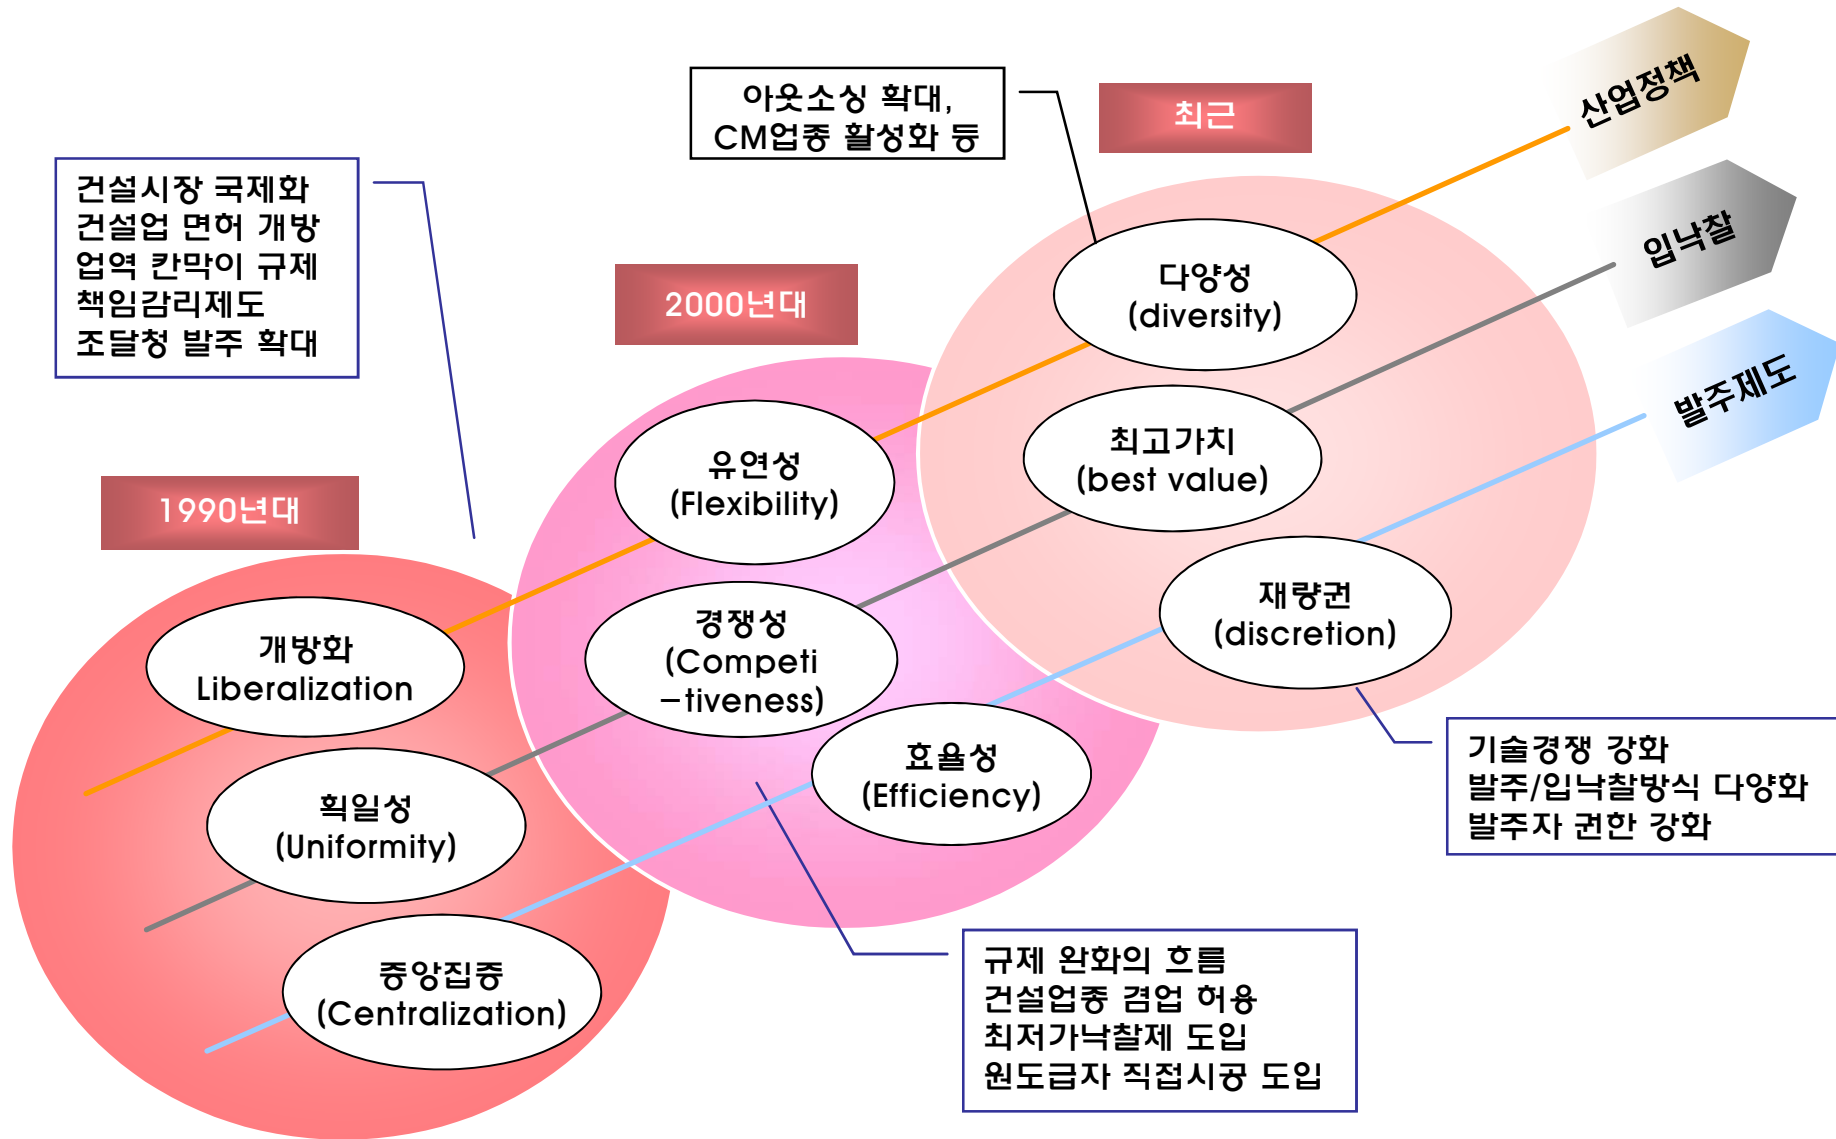 산업정책
입낙찰
발주제도
아웃소싱 확대,
CM업종 활성화 등
최근
건설시장 국제화
건설업 면허 개방
업역 칸막이 규제
책임감리제도
조달청 발주 확대
2000년대
1990년대
다양성
(diversity)
최고가치
(best value)
재량권
(discretion)
유연성
(Flexibility)
경쟁성
(Competi
-tiveness)
효율성
(Efficiency)
개방화
Liberalization
획일성
(Uniformity)
중앙집중
(Centralization)
기술경쟁 강화
발주/입낙찰방식 다양화
발주자 권한 강화
규제 완화의 흐름
건설업종 겸업 허용
최저가낙찰제 도입
원도급자 직접시공 도입